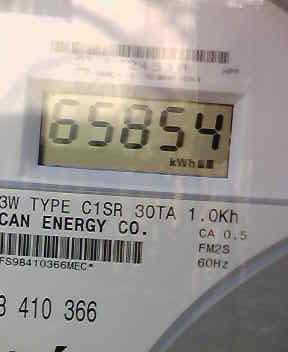 65854
kWh
3W TYPE C1SR 30TA 1.0Kh
CAN ENERGY CO.
CA 0.5
FM2S
FS98410366MEC*
60Hz
8 410 366